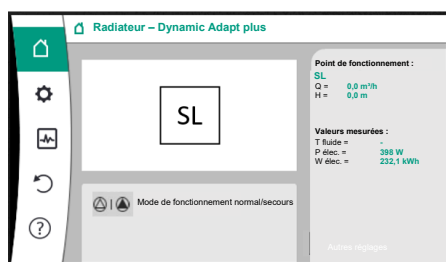 Radiateur – Dynamic Adapt plus
SL
Mode de fonctionnement normal/secours
Point de fonctionnement :
SL
Q = 0,0 m³/h
H = 0,0 m
Valeurs mesurées :
T fluide = -
P élec. = 398 W
W élec. = 232,1 kWh
Autres réglages
?